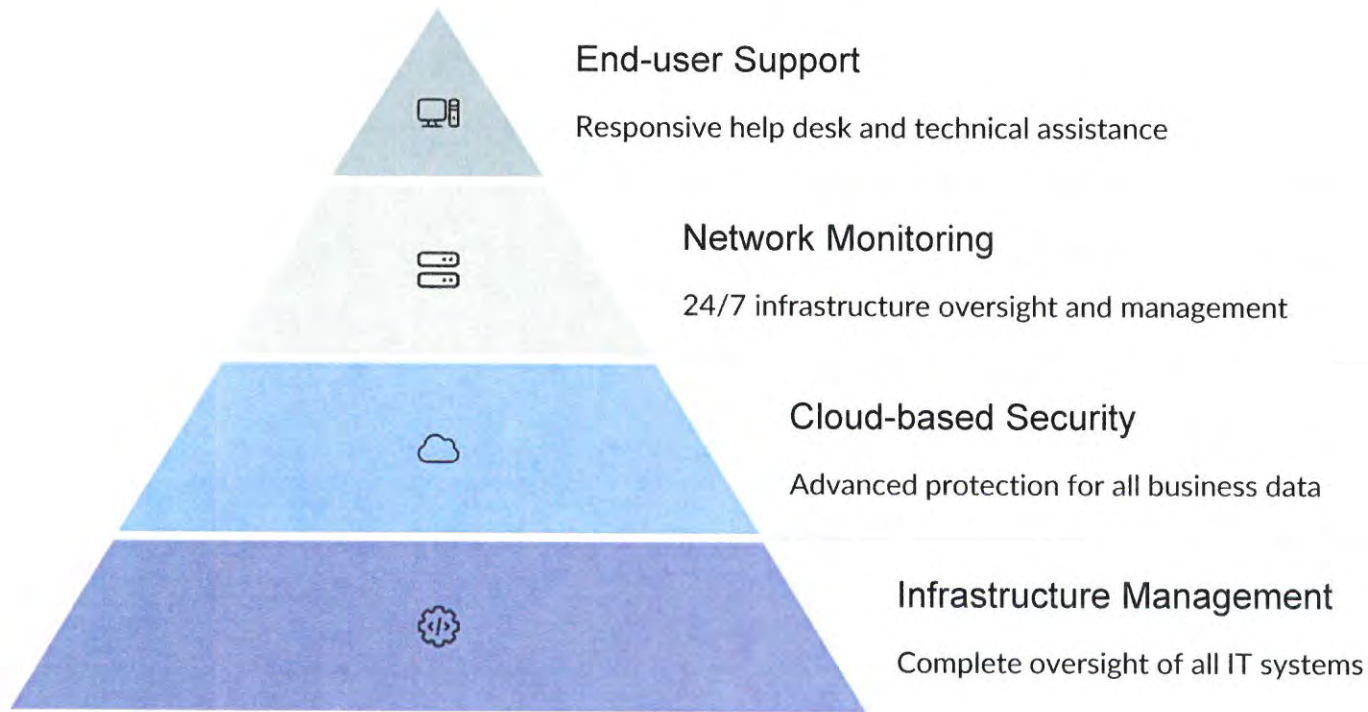 End-user Support
Responsive help desk and technical assistance
Network Monitoring
24/7 infrastructure oversight and management
Cloud-based Security
Advanced protection for all business data
</>
Infrastructure Management
Complete oversight of all IT systems